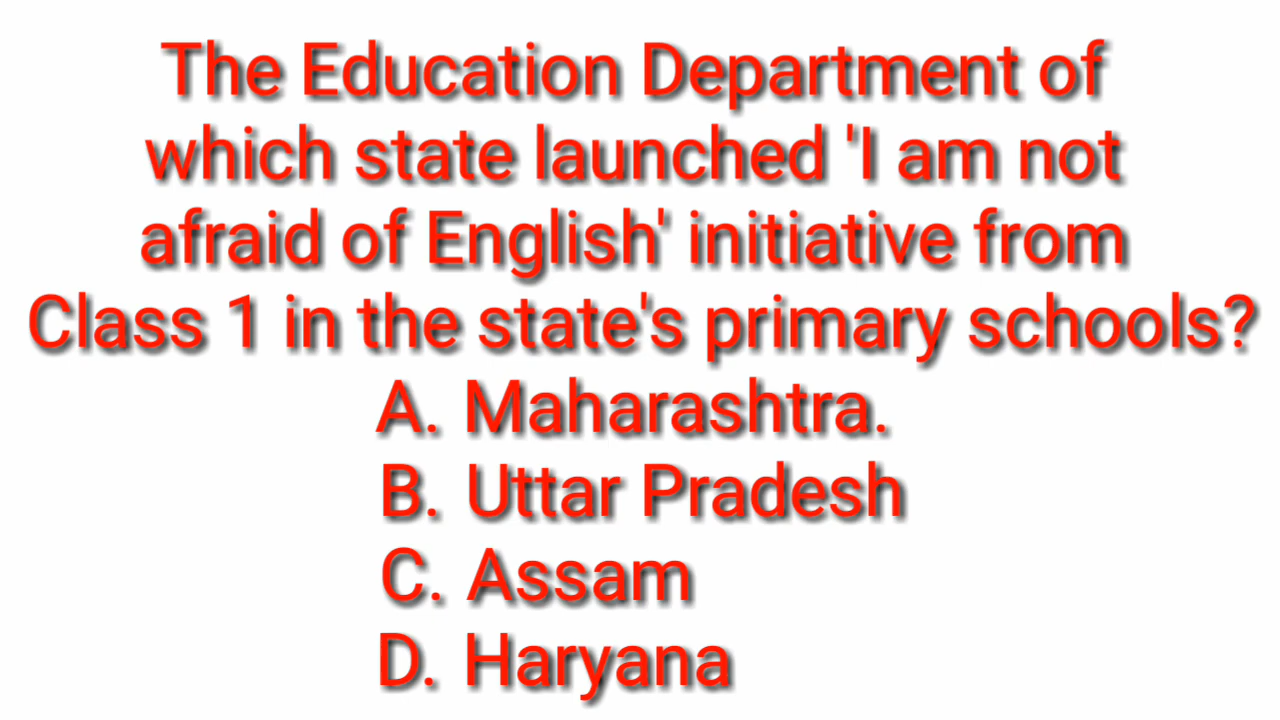 The Education Department of
which state launched 'I am not
afraid of English' initiative from
Class 1 in the state's primary schools?
A. Maharashtra.
B. Uttar Pradesh
C. Assam
D. Haryana